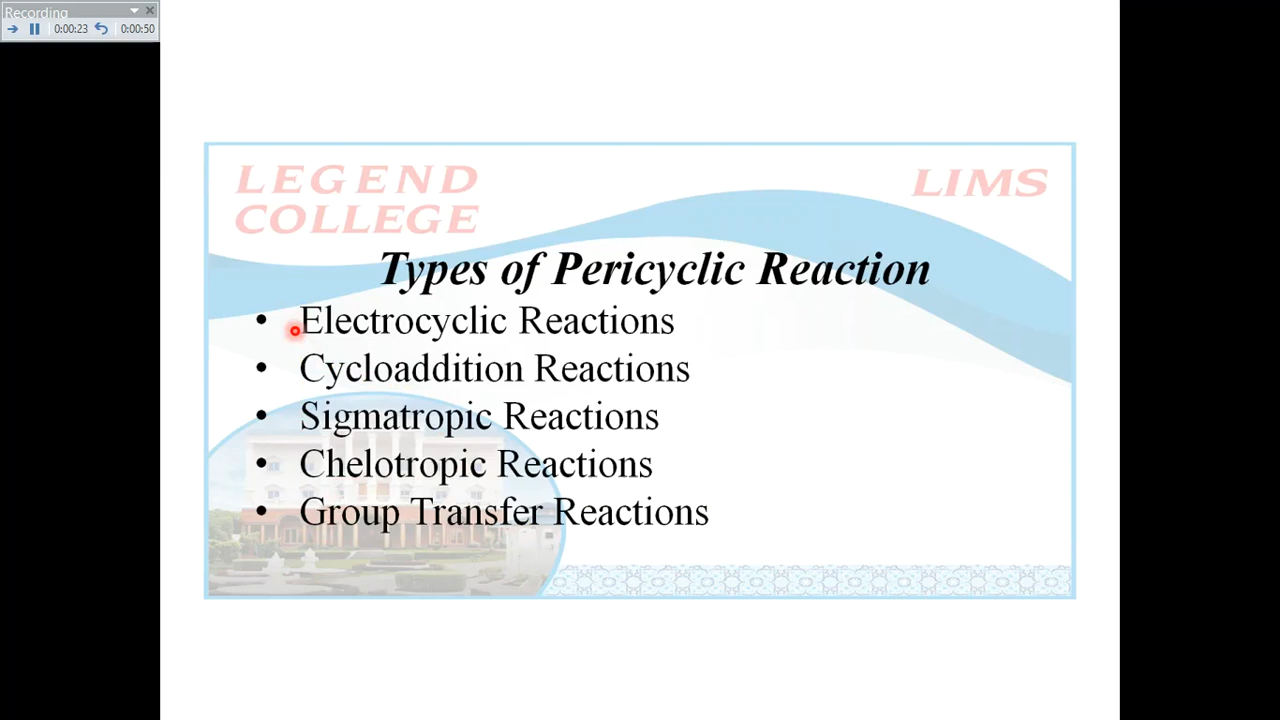 Recording
0:00:23 0:00:50
LEGEND
COLLEGE
LIMS
Types of Pericyclic Reaction
• Electrocyclic Reactions
• Cycloaddition Reactions
• Sigmatropic Reactions
• Chelotropic Reactions
• Group Transfer Reactions